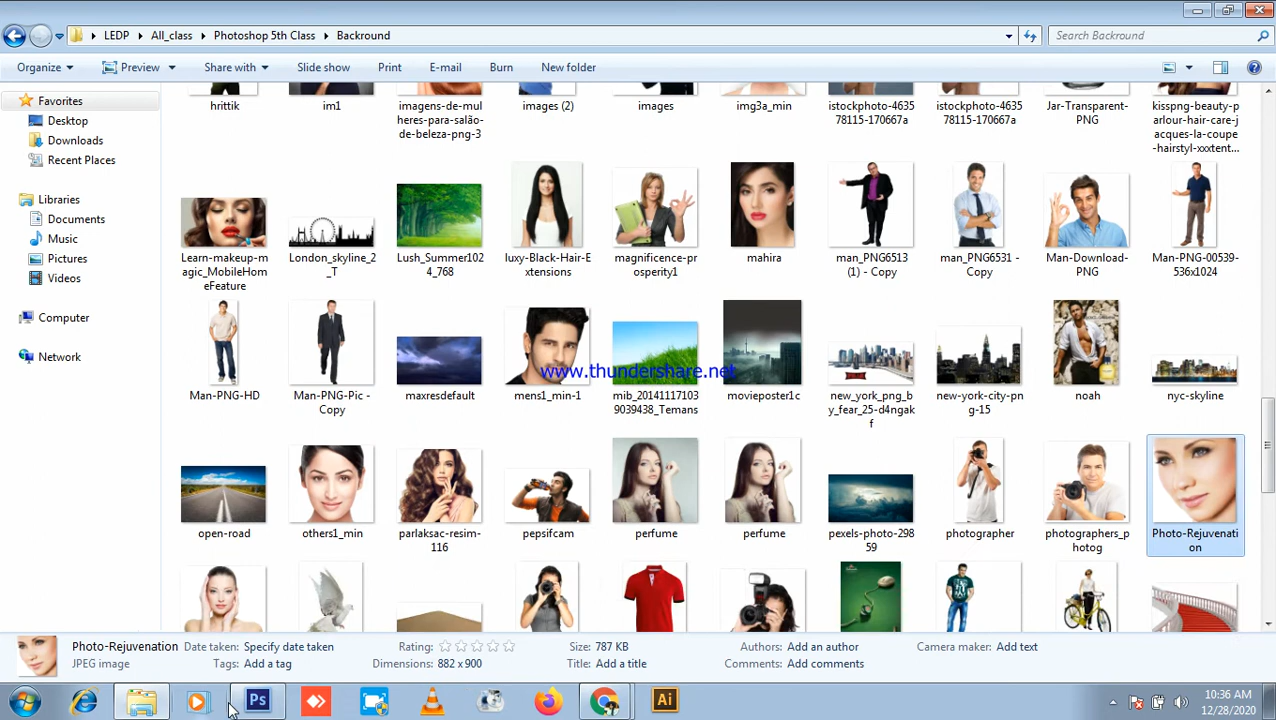 LEDP All_class Photoshop 5th Class Backround Search Backround
Organize Preview Share with Slide show Print E-mail Burn New folder
Favorites
Desktop
Downloads
Recent Places
Libraries
Documents
Music
Pictures
Videos
Computer
Network
hrittik
im1
imagens-de-mul
heres-para-salão-
de-beleza-png-3
images (2)
images
img3a_min
istockphoto-4635
78115-170667a
istockphoto-4635
78115-170667a
Jar-Transparent-
PNG
kisspng-beauty-p
arlour-hair-care-j
acques-la-coupe
-hairstyl-xxxtent...
Learn-makeup-m
agic_MobileHom
eFeature
London_skyline_2
_T
Lush_Summer102
4_768
luxy-Black-Hair-E
xtensions
magnificence-pr
osperity1
mahira
man_PNG6513
(1) - Copy
man_PNG6531 -
Copy
Man-Download-
PNG
Man-PNG-00539-
536x1024
www.thundershare.net
Man-PNG-HD
Man-PNG-Pic -
Copy
maxresdefault
mens1_min-1
mib_20141117103
9039438_Temans
movieposter1c
new_york_png_b
y_fear_25-d4ngak
f
new-york-city-pn
g-15
noah
nyc-skyline
open-road
others1_min
parlaksac-resim-
116
pepsifcam
perfume
perfume
pexels-photo-298
59
photographer
photographers_p
hotog
Photo-Rejuvenati
on
Photo-Rejuvenation Date taken: Specify date taken Rating: Size: 787 KB Authors: Add an author Camera maker: Add text
JPEG image Tags: Add a tag Dimensions: 882 x 900 Title: Add a title Comments: Add comments
Ps
Ai
10:36 AM
12/28/2020